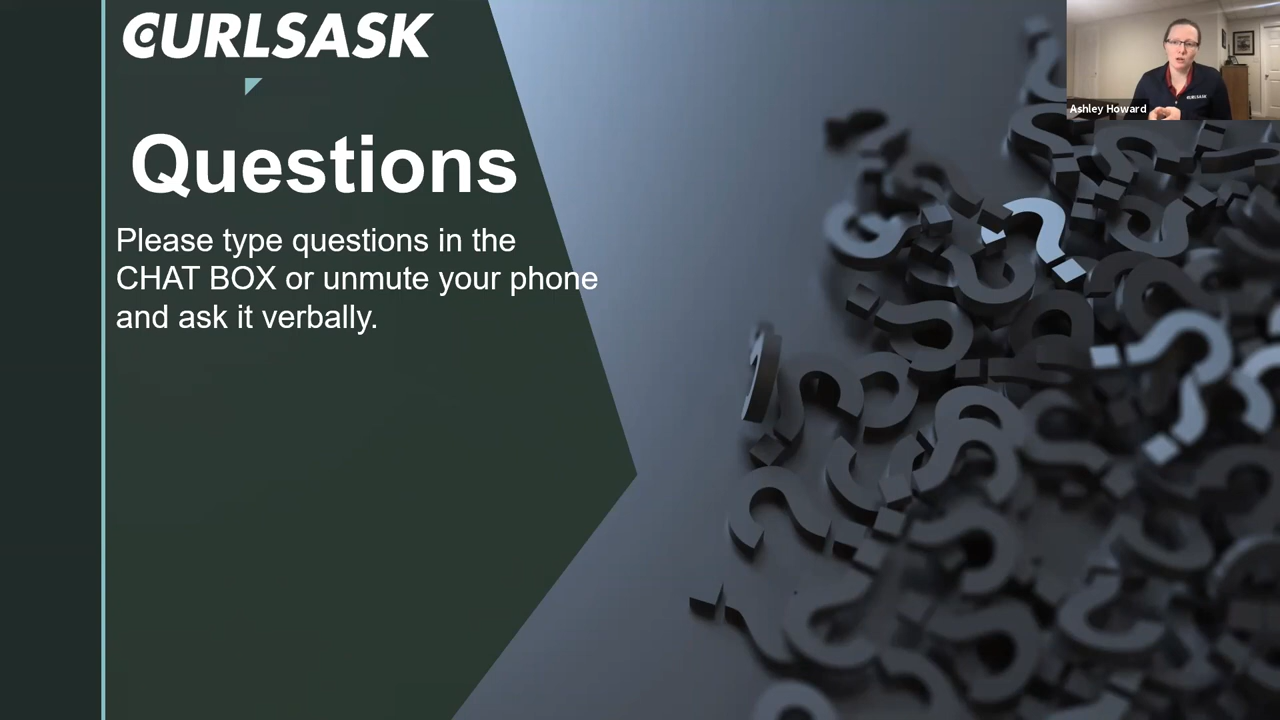 CURLSASK
Questions
Please type questions in the
CHAT BOX or unmute your phone
and ask it verbally.
Ashley Howard
CURLSASK